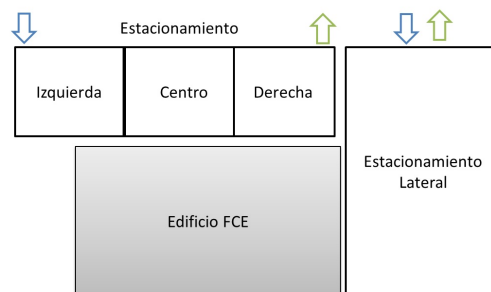 Estacionamiento
Izquierda
Centro
Derecha
Estacionamiento
Lateral
Edificio FCE